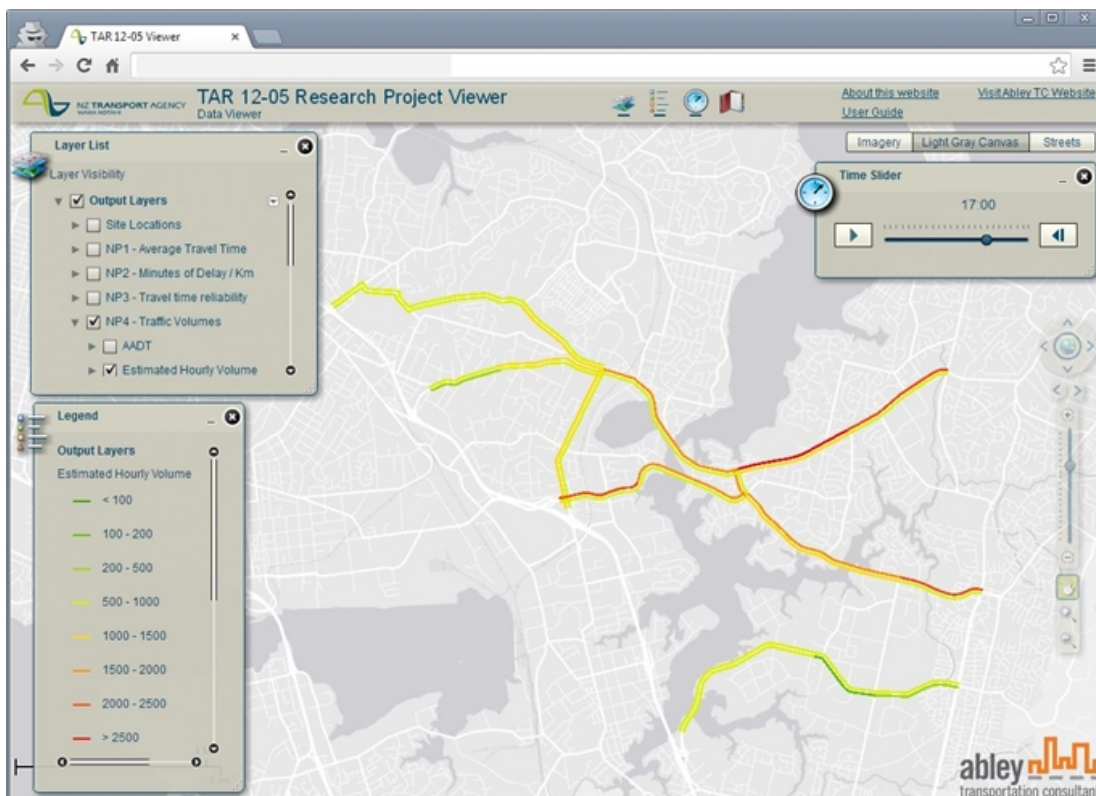 TAR 12-05 Viewer
NZ TRANSPORT AGENCY
WAKA KOTAHI
TAR 12-05 Research Project Viewer
Data Viewer
About this website
Visit Abley TC Website
User Guide
Imagery
Light Gray Canvas
Streets
Layer List
Layer Visibility
Output Layers
Site Locations
NP1 - Average Travel Time
NP2 - Minutes of Delay / Km
NP3 - Travel time reliability
NP4 - Traffic Volumes
AADT
Estimated Hourly Volume
Time Slider
17:00
Legend
Output Layers
Estimated Hourly Volume
< 100
100 - 200
200 - 500
500 - 1000
1000 - 1500
1500 - 2000
2000 - 2500
> 2500
abley
transportation consultant